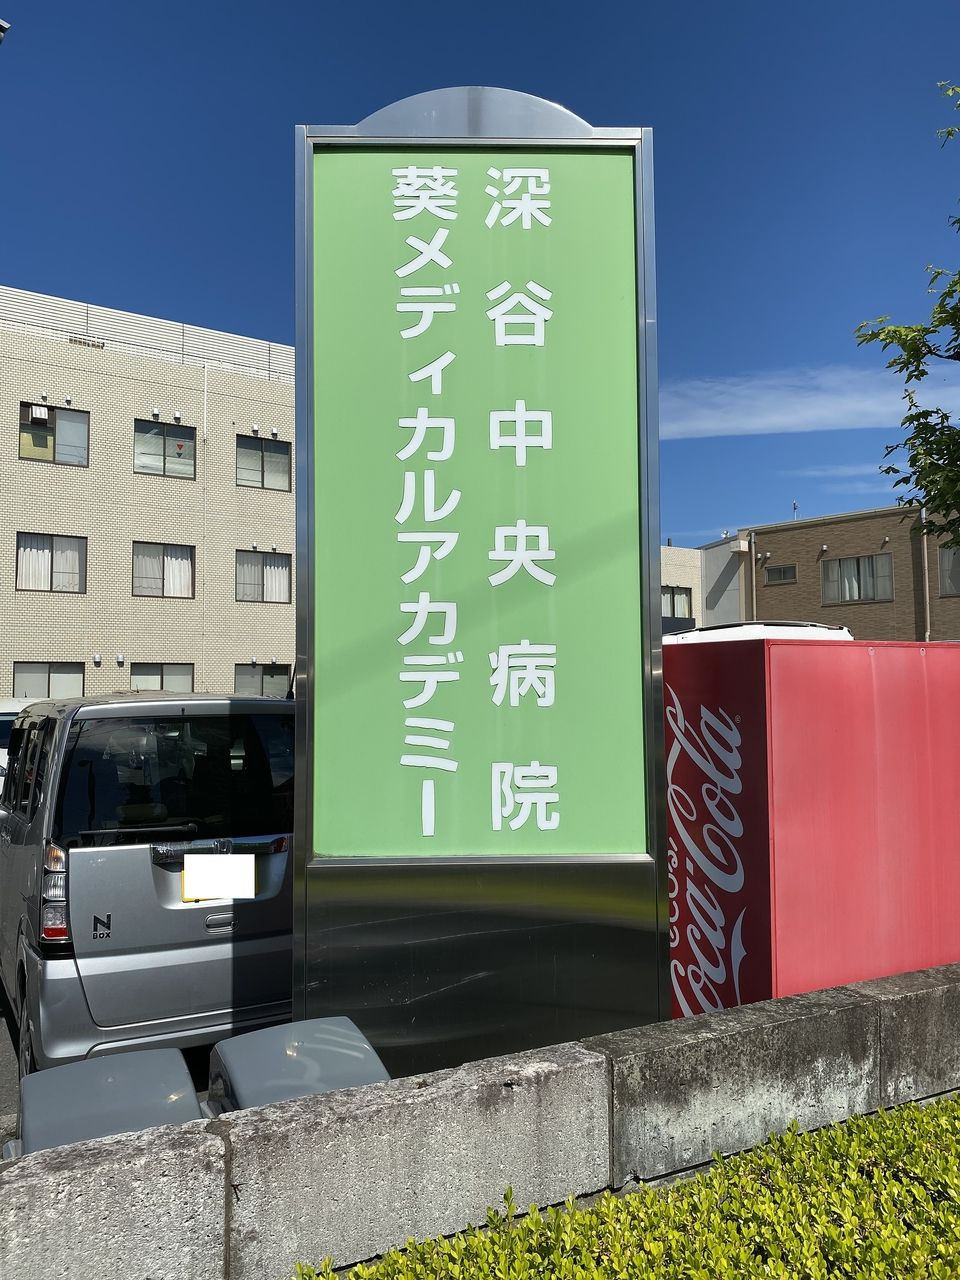 深谷中央病院
葵メディカルアカデミー
Coca-Cola
N
BOX